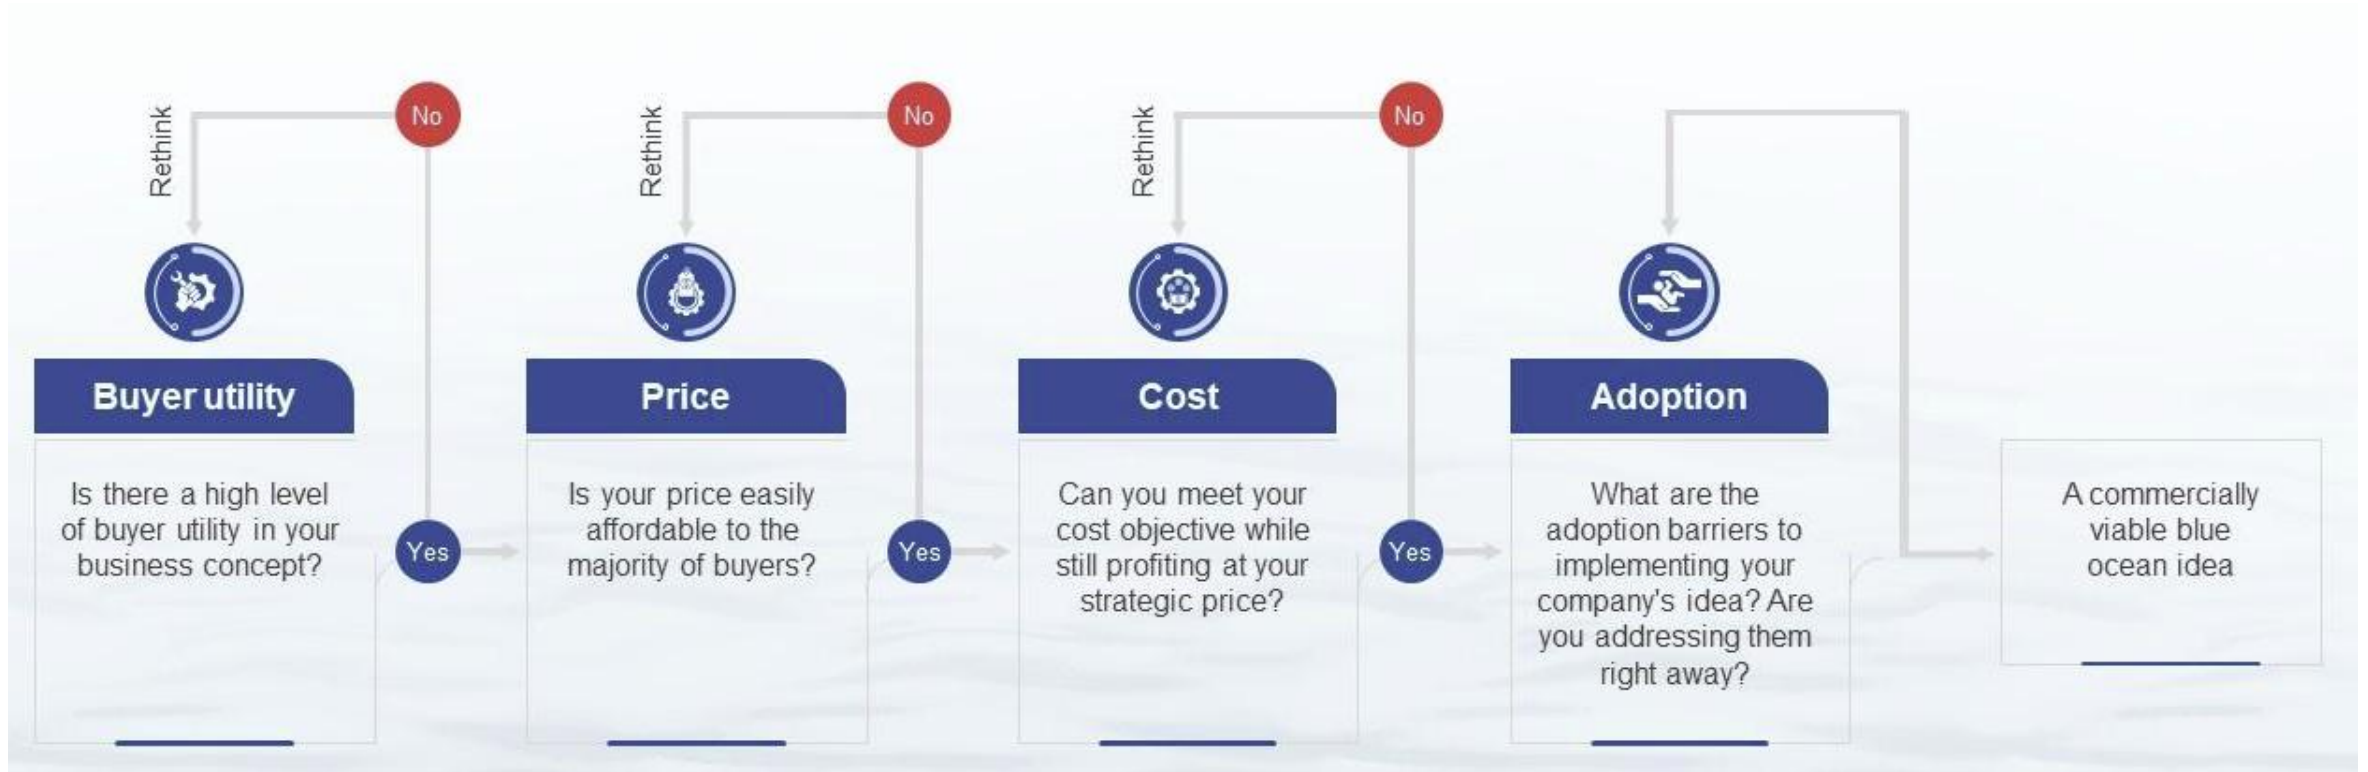 Rethink
No
Buyer utility
Is there a high level
of buyer utility in your
business concept?
Yes
Rethink
No
Price
Is your price easily
affordable to the
majority of buyers?
Yes
Rethink
No
Cost
Can you meet your
cost objective while
still profiting at your
strategic price?
Yes
Adoption
What are the
adoption barriers to
implementing your
company's idea? Are
you addressing them
right away?
A commercially
viable blue
ocean idea